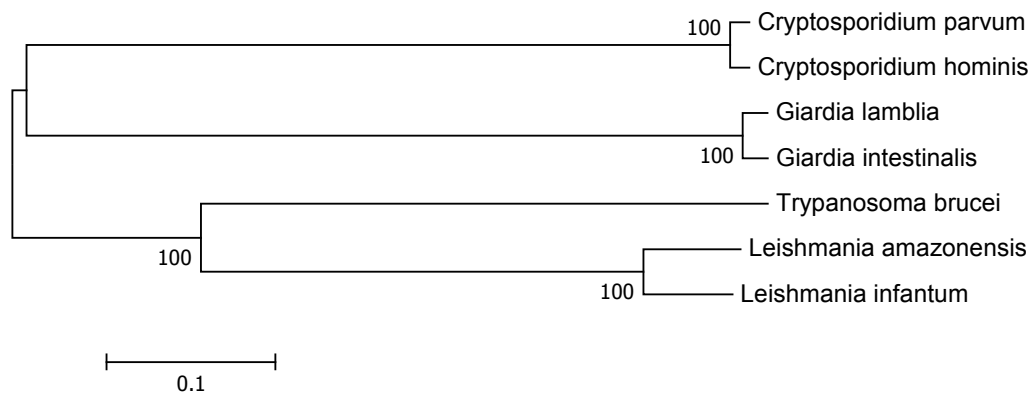 100
Cryptosporidium parvum
Cryptosporidium hominis
Giardia lamblia
100
Giardia intestinalis
Trypanosoma brucei
100
Leishmania amazonensis
100
Leishmania infantum
0.1